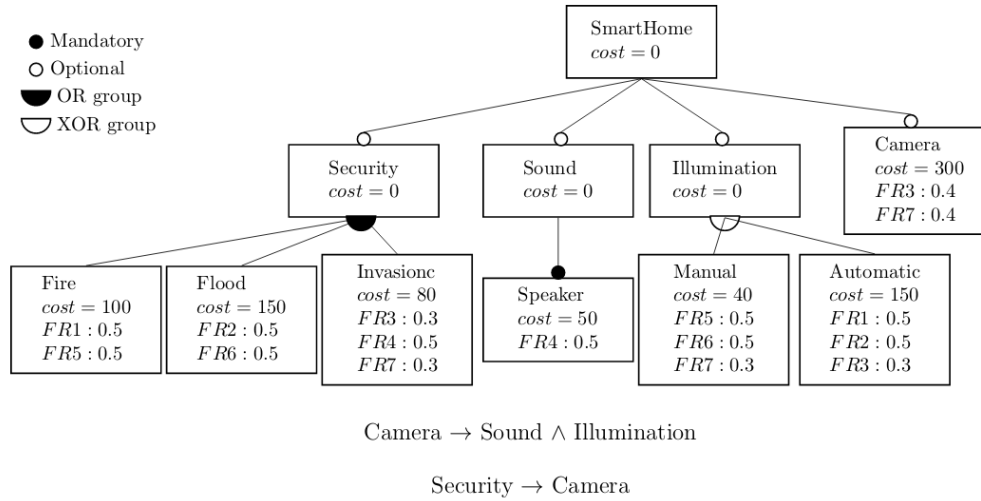 SmartHome
cost = 0
Mandatory
Optional
OR group
XOR group
Security
cost = 0
Sound
cost = 0
Illumination
cost = 0
Camera
cost = 300
FR3 : 0.4
FR7 : 0.4
Fire
cost = 100
FR1 : 0.5
FR5 : 0.5
Flood
cost = 150
FR2 : 0.5
FR6 : 0.5
Invasionc
cost = 80
FR3 : 0.3
FR4 : 0.5
FR7 : 0.3
Speaker
cost = 50
FR4 : 0.5
Manual
cost = 40
FR5 : 0.5
FR6 : 0.5
FR7 : 0.3
Automatic
cost = 150
FR1 : 0.5
FR2 : 0.5
FR3 : 0.3
Camera → Sound ∧ Illumination
Security → Camera